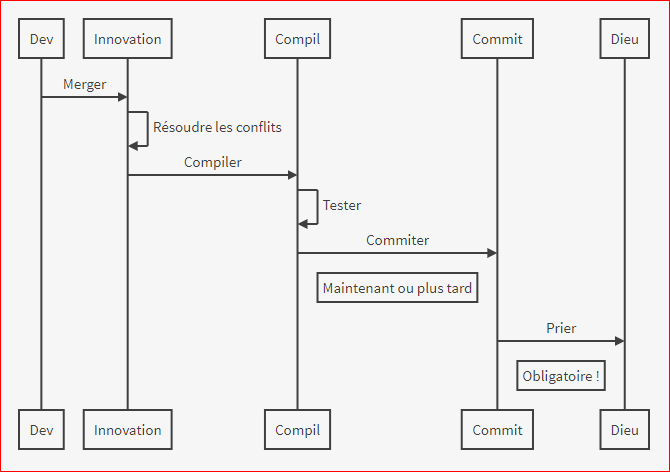 Dev
Innovation
Compil
Commit
Dieu
Merger
Résoudre les conflits
Compiler
Tester
Commiter
Maintenant ou plus tard
Prier
Obligatoire !
Dev
Innovation
Compil
Commit
Dieu